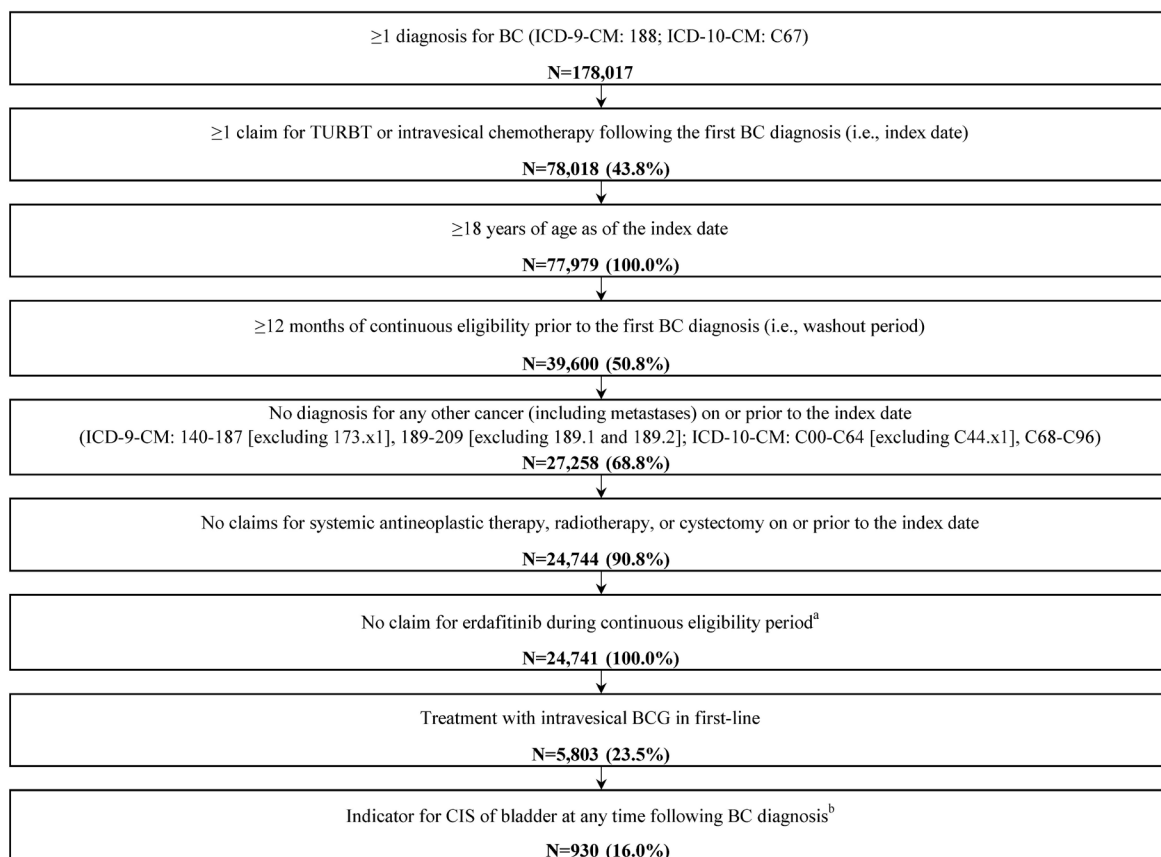 ≥1 diagnosis for BC (ICD-9-CM: 188; ICD-10-CM: C67)
N=178,017
≥1 claim for TURBT or intravesical chemotherapy following the first BC diagnosis (i.e., index date)
N=78,018 (43.8%)
≥18 years of age as of the index date
N=77,979 (100.0%)
≥12 months of continuous eligibility prior to the first BC diagnosis (i.e., washout period)
N=39,600 (50.8%)
No diagnosis for any other cancer (including metastases) on or prior to the index date
(ICD-9-CM: 140-187 [excluding 173.x1], 189-209 [excluding 189.1 and 189.2]; ICD-10-CM: C00-C64 [excluding C44.x1], C68-C96)
N=27,258 (68.8%)
No claims for systemic antineoplastic therapy, radiotherapy, or cystectomy on or prior to the index date
N=24,744 (90.8%)
No claim for erdafitinib during continuous eligibility periodᵃ
N=24,741 (100.0%)
Treatment with intravesical BCG in first-line
N=5,803 (23.5%)
Indicator for CIS of bladder at any time following BC diagnosisᵇ
N=930 (16.0%)